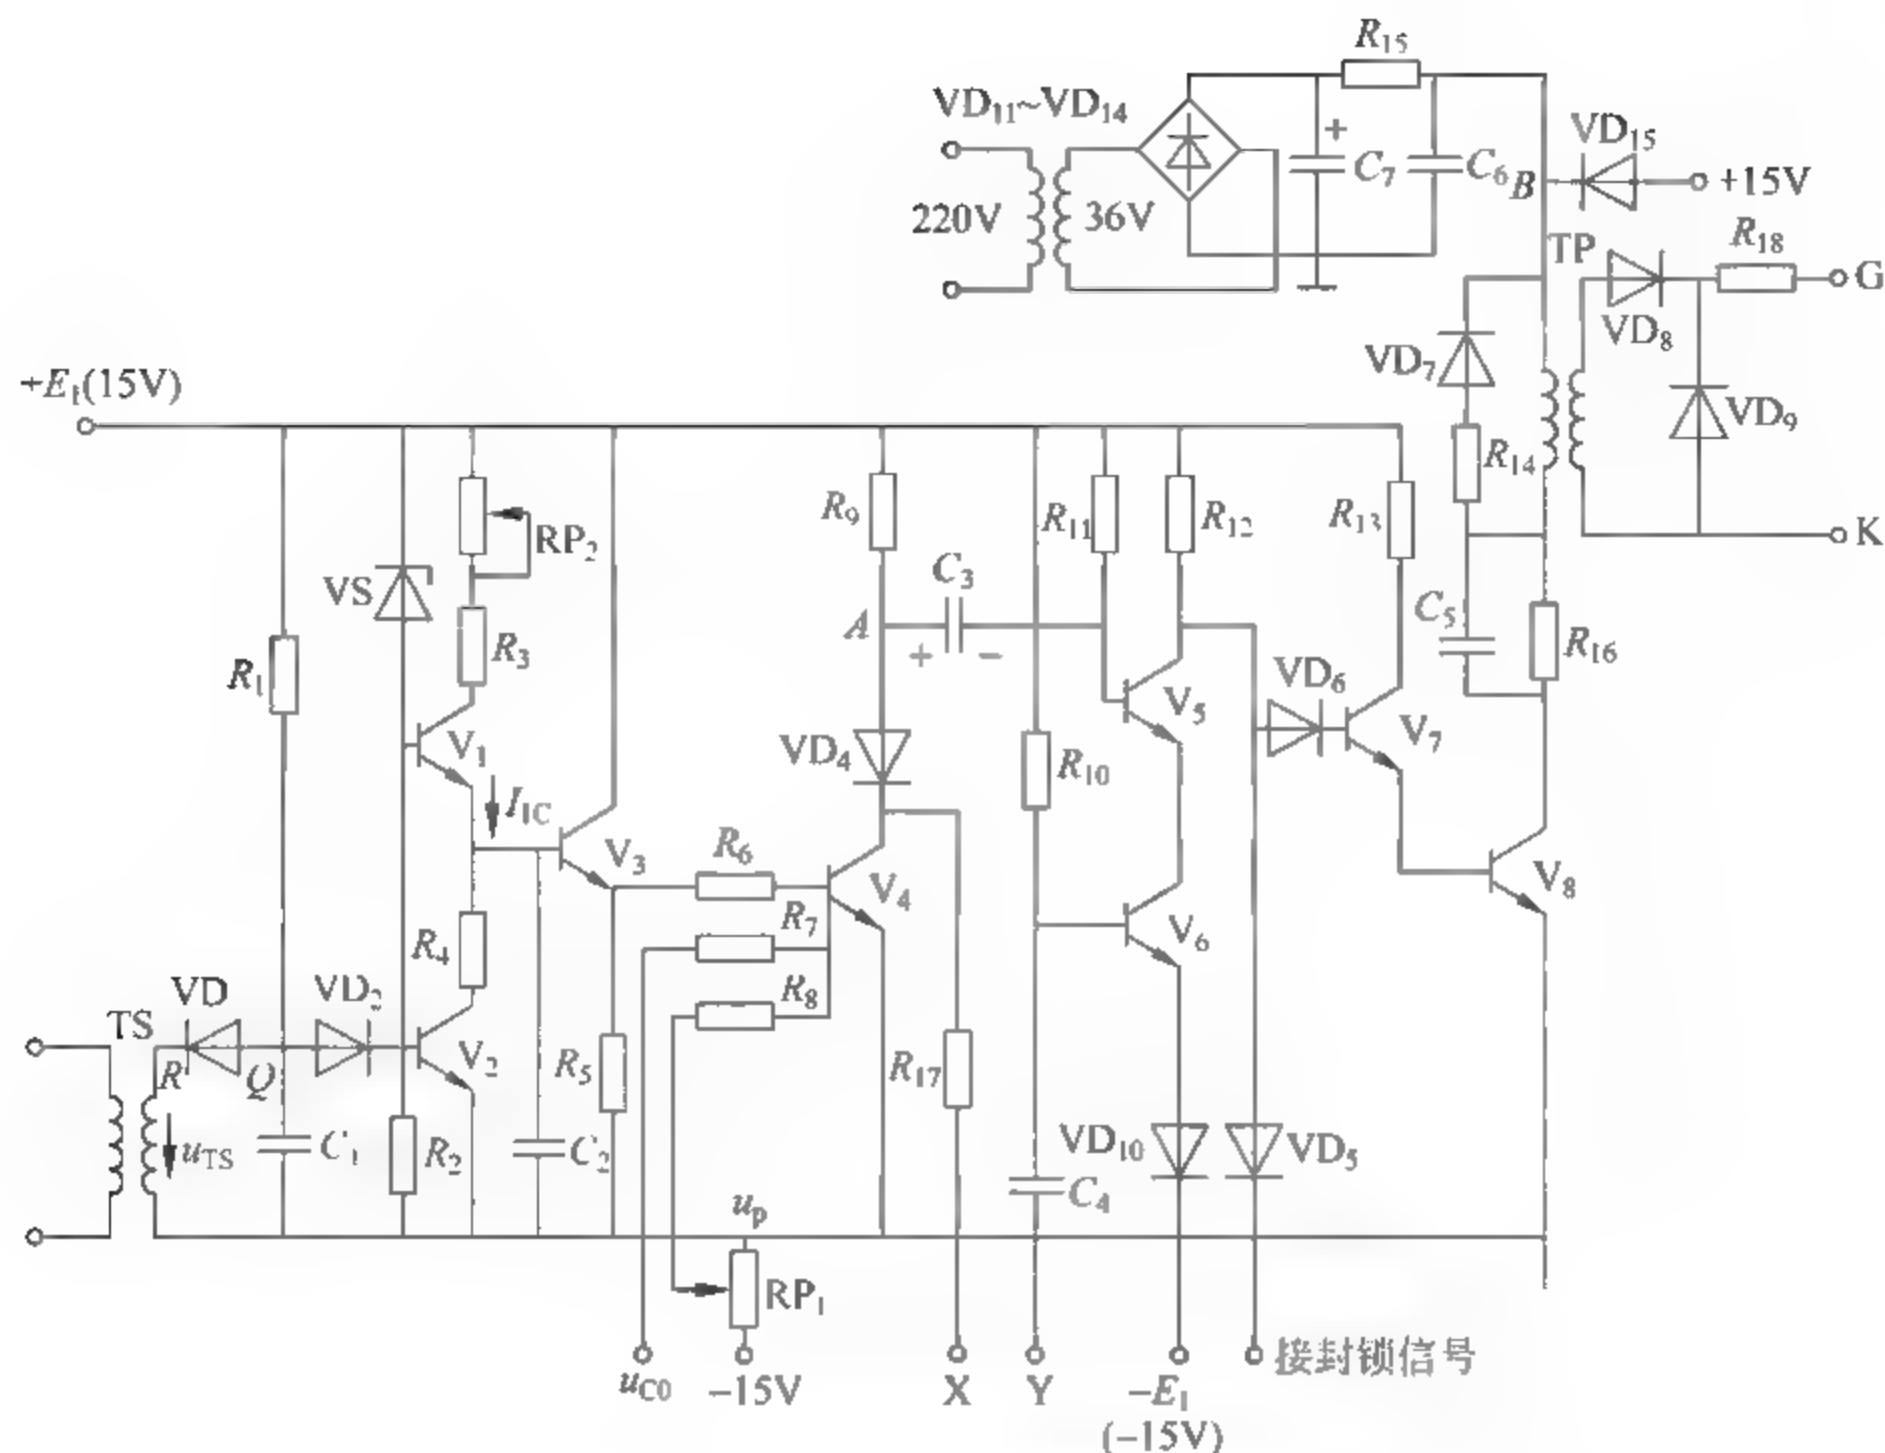 R₁₅
VD₁₁~VD₁₄
VD₁₅
+
C₇
C₆
B
+15V
220V
36V
TP
R₁₈
G
VD₈
VD₇
VD₉
+E₁(15V)
R₁₄
K
RP₂
R₉
R₁₁
R₁₂
R₁₃
VS
C₃
C₅
A
+
−
R₁₆
R₁
R₃
VD₆
V₅
V₇
V₁
VD₄
R₁₀
I₁C
V₃
R₆
V₄
V₈
R₇
V₆
R₄
VD
VD₂
R₈
TS
R
Q
V₂
R₅
R₁₇
uTS
C₁
R₂
C₂
VD₁₀
VD₅
C₄
uₚ
RP₁
uC0
−15V
X
Y
−E₁
(−15V)
接封锁信号